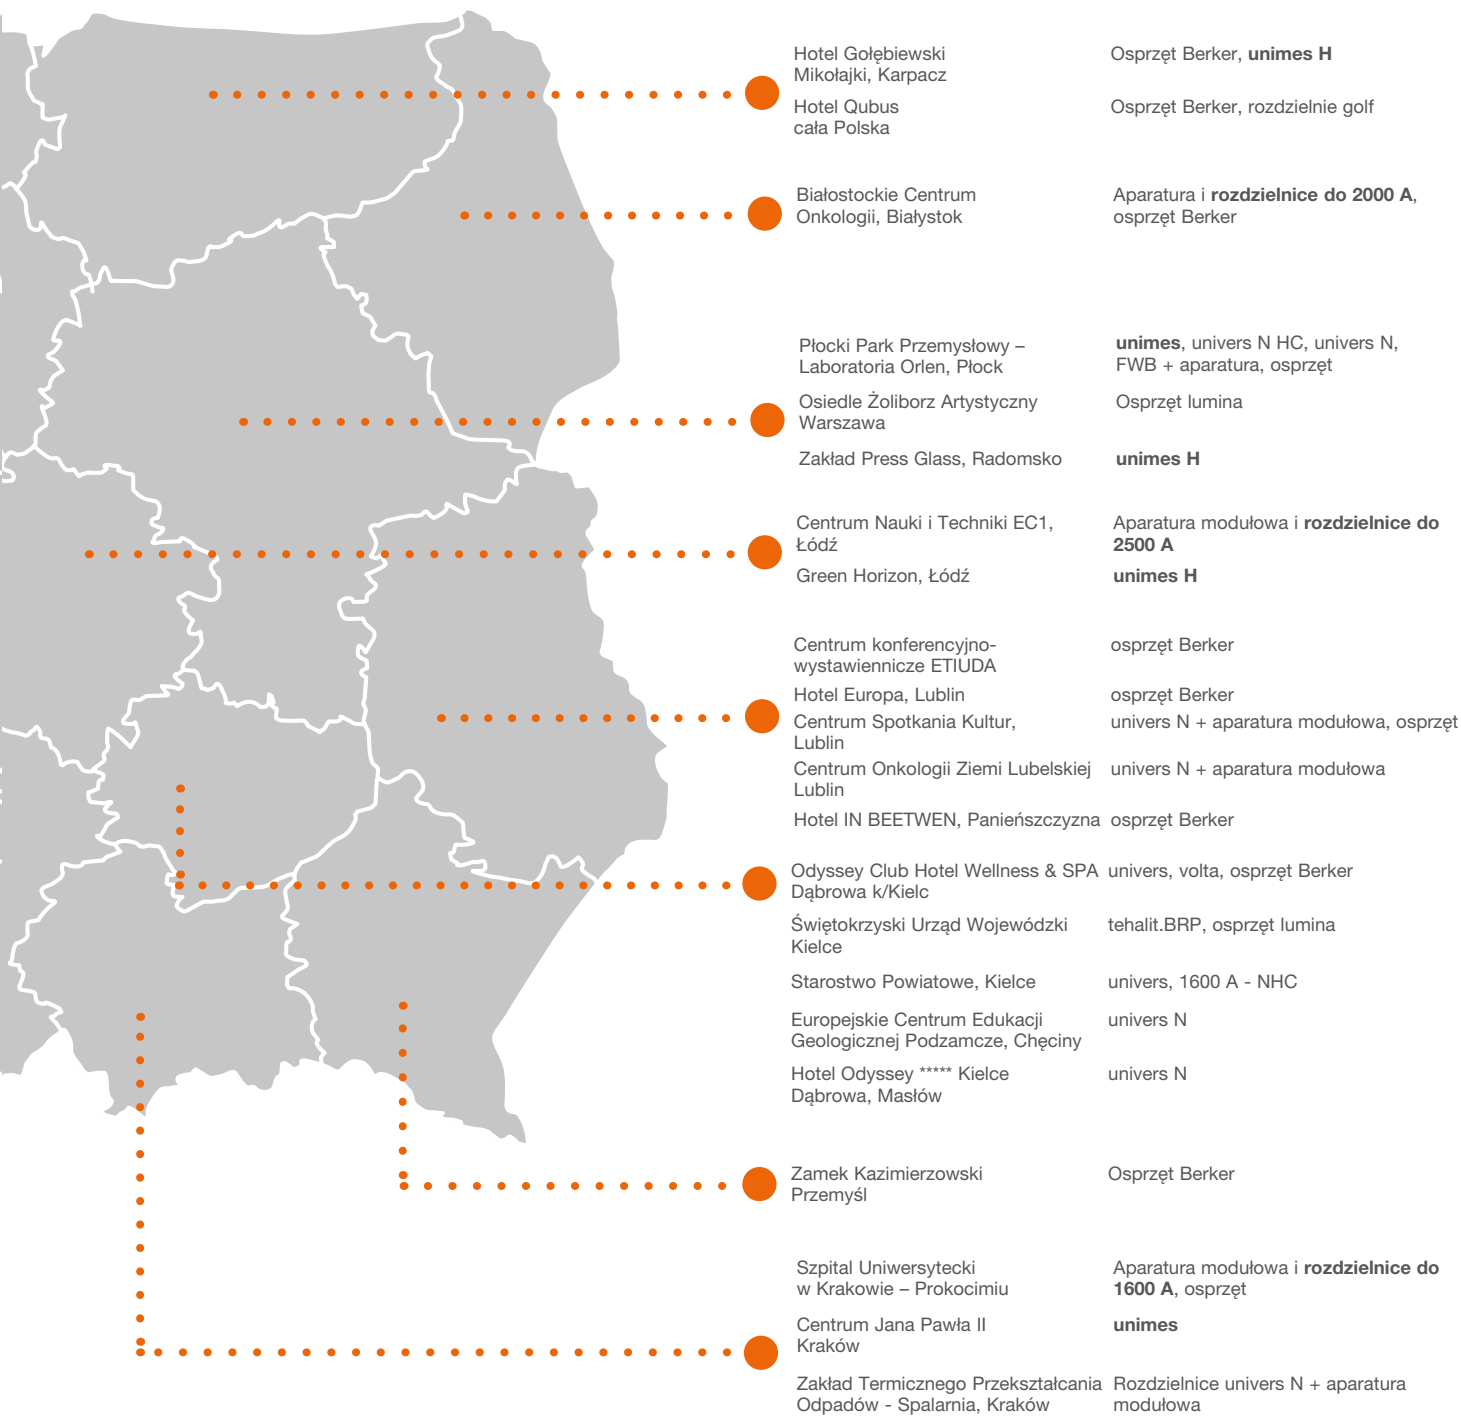 Hotel Gołębiewski
Mikołajki, Karpacz
Osprzęt Berker, unimes H
Hotel Qubus
cała Polska
Osprzęt Berker, rozdzielnie golf
Białostockie Centrum
Onkologii, Białystok
Aparatura i rozdzielnice do 2000 A,
osprzęt Berker
Płocki Park Przemysłowy –
Laboratoria Orlen, Płock
unimes, univers N HC, univers N,
FWB + aparatura, osprzęt
Osiedle Żoliborz Artystyczny
Warszawa
Osprzęt lumina
Zakład Press Glass, Radomsko
unimes H
Centrum Nauki i Techniki EC1,
Łódź
Aparatura modułowa i rozdzielnice do
2500 A
Green Horizon, Łódź
unimes H
Centrum konferencyjno-
wystawiennicze ETIUDA
osprzęt Berker
Hotel Europa, Lublin
osprzęt Berker
Centrum Spotkania Kultur,
Lublin
univers N + aparatura modułowa, osprzęt
Centrum Onkologii Ziemi Lubelskiej
Lublin
univers N + aparatura modułowa
Hotel IN BEETWEN, Panieńszczyzna
osprzęt Berker
Odyssey Club Hotel Wellness & SPA
Dąbrowa k/Kielc
univers, volta, osprzęt Berker
Świętokrzyski Urząd Wojewódzki
Kielce
tehalit.BRP, osprzęt lumina
Starostwo Powiatowe, Kielce
univers, 1600 A - NHC
Europejskie Centrum Edukacji
Geologicznej Podzamcze, Chęciny
univers N
Hotel Odyssey ***** Kielce
Dąbrowa, Masłów
univers N
Zamek Kazimierzowski
Przemyśl
Osprzęt Berker
Szpital Uniwersytecki
w Krakowie – Prokocimiu
Aparatura modułowa i rozdzielnice do
1600 A, osprzęt
Centrum Jana Pawła II
Kraków
unimes
Zakład Termicznego Przekształcania
Odpadów - Spalarnia, Kraków
Rozdzielnice univers N + aparatura
modułowa